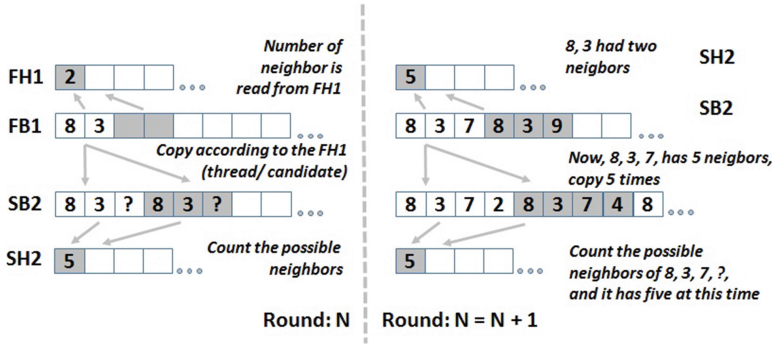 Number of
neighbor is
read from FH1
FH1 2
FB1 8 3
Copy according to the FH1
(thread/ candidate)
SB2 8 3 ? 8 3 ?
SH2 5
Count the possible
neighbors
Round: N
8, 3 had two
neigbors
SH2
5
SB2
8 3 7 8 3 9
Now, 8, 3, 7, has 5 neigbors,
copy 5 times
8 3 7 2 8 3 7 4 8
5
Count the possible
neigbors of 8, 3, 7, ?,
and it has five at this time
Round: N = N + 1